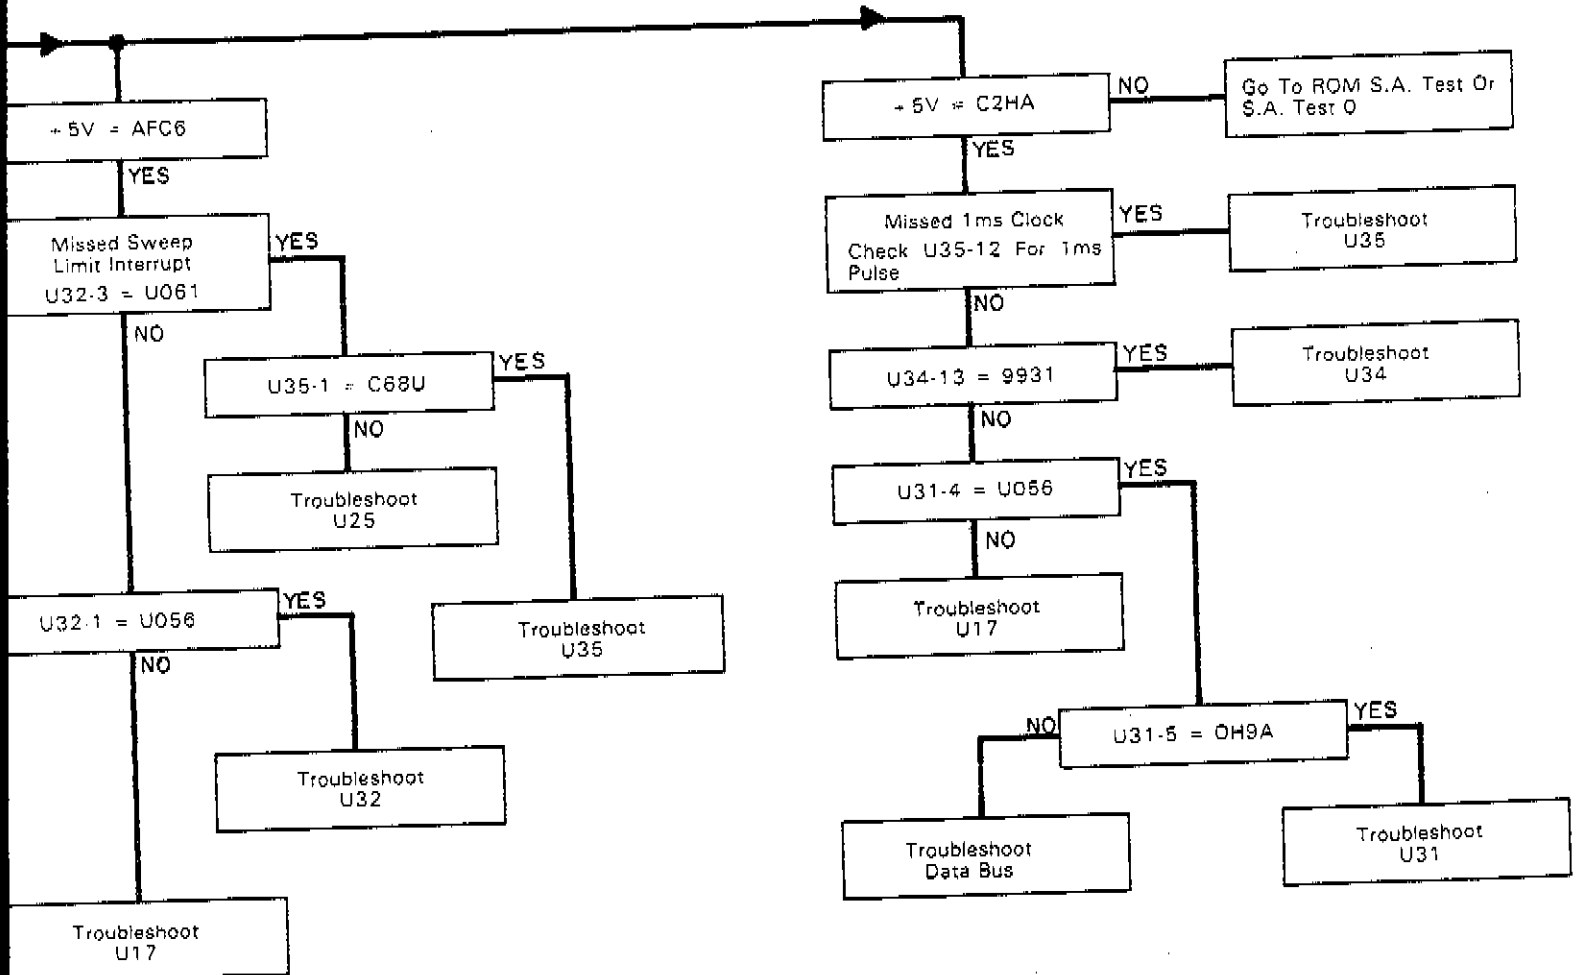 +5V = AFC6
YES
Missed Sweep
Limit Interrupt
U32-3 = U061
YES
NO
U35-1 = C68U
YES
NO
Troubleshoot
U25
Troubleshoot
U35
U32-1 = U056
YES
NO
Troubleshoot
U32
Troubleshoot
U17
+5V = C2HA
NO
Go To ROM S.A. Test Or
S.A. Test 0
YES
Missed 1ms Clock
Check U35-12 For 1ms
Pulse
YES
Troubleshoot
U35
NO
U34-13 = 9931
YES
Troubleshoot
U34
NO
U31-4 = U056
YES
NO
Troubleshoot
U17
U31-5 = 0H9A
NO
YES
Troubleshoot
Data Bus
Troubleshoot
U31